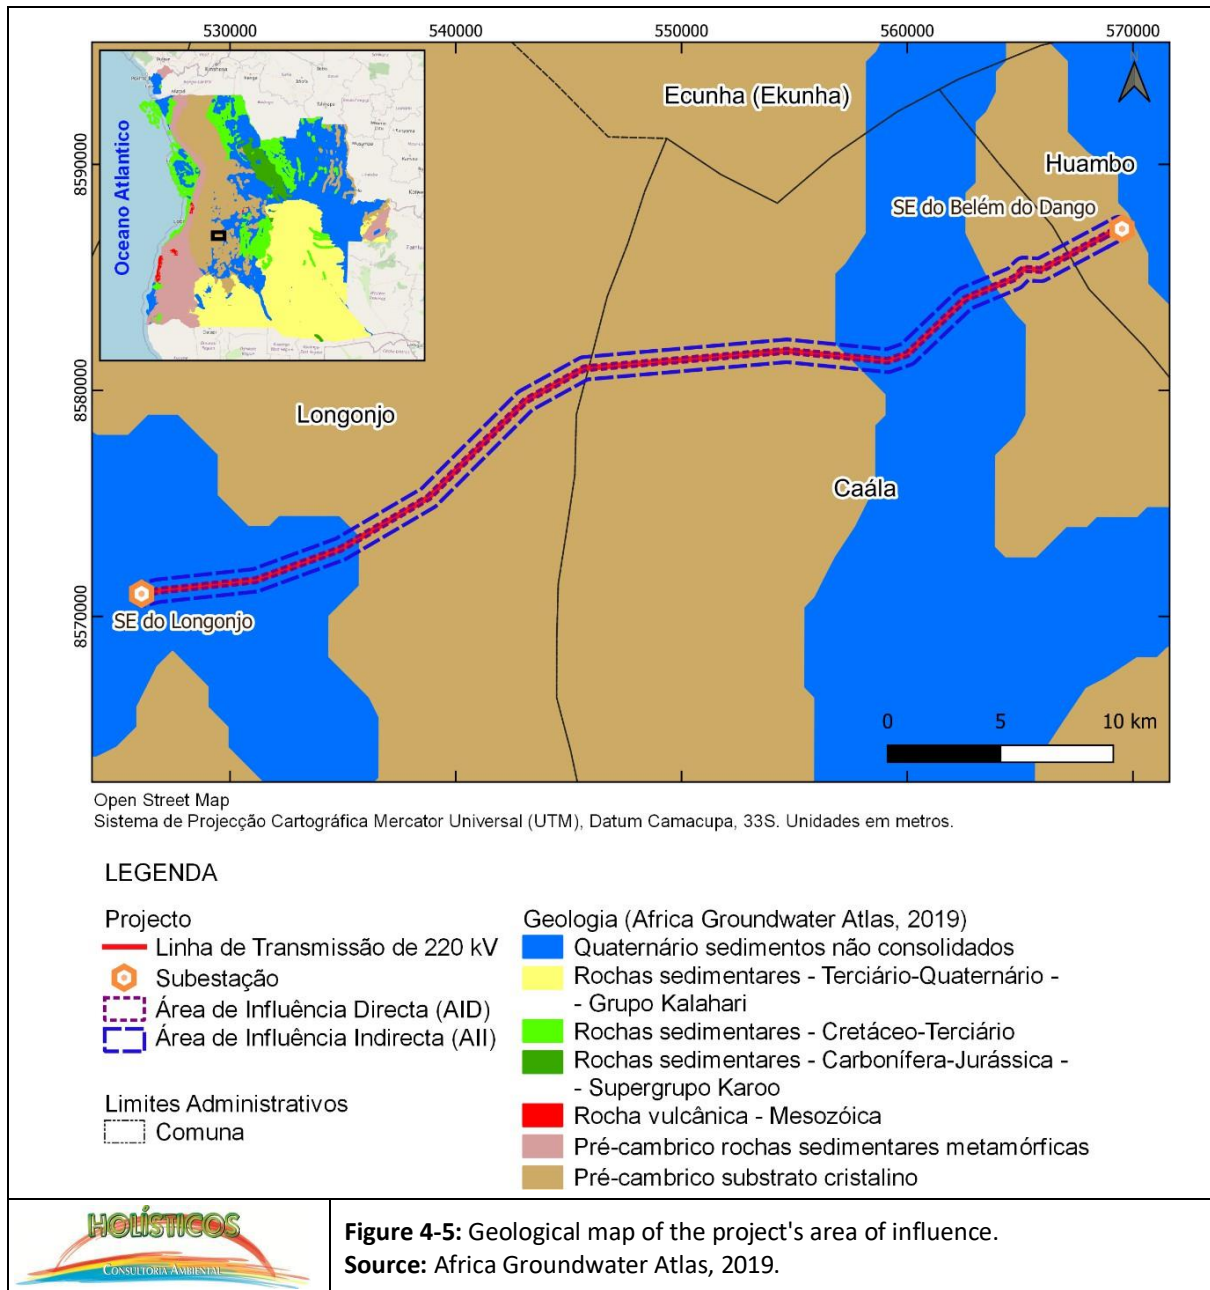 530000
540000
550000
560000
570000
8590000
8580000
8570000
Oceano Atlantico
Ecunha (Ekunha)
Huambo
SE do Belém do Dango
Longonjo
Caála
SE do Longonjo
0
5
10 km
Open Street Map
Sistema de Projecção Cartográfica Mercator Universal (UTM), Datum Camacupa, 33S. Unidades em metros.
LEGENDA
Projecto
Linha de Transmissão de 220 kV
Subestação
Área de Influência Directa (AID)
Área de Influência Indirecta (AII)
Limites Administrativos
Comuna
Geologia (Africa Groundwater Atlas, 2019)
Quaternário sedimentos não consolidados
Rochas sedimentares - Terciário-Quaternário -
- Grupo Kalahari
Rochas sedimentares - Cretáceo-Terciário
Rochas sedimentares - Carbonífera-Jurássica -
- Supergrupo Karoo
Rocha vulcânica - Mesozóica
Pré-cambrico rochas sedimentares metamórficas
Pré-cambrico substrato cristalino
HOLÍSTICOS
CONSULTORIA AMBIENTAL
Figure 4-5: Geological map of the project's area of influence.
Source: Africa Groundwater Atlas, 2019.